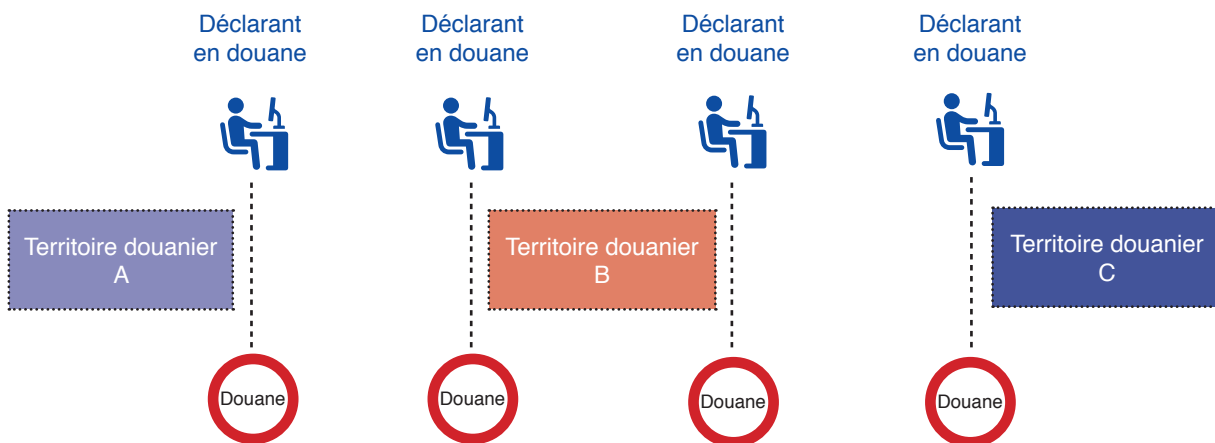 Déclarant
en douane
Déclarant
en douane
Déclarant
en douane
Déclarant
en douane
Territoire douanier
A
Territoire douanier
B
Territoire douanier
C
Douane
Douane
Douane
Douane